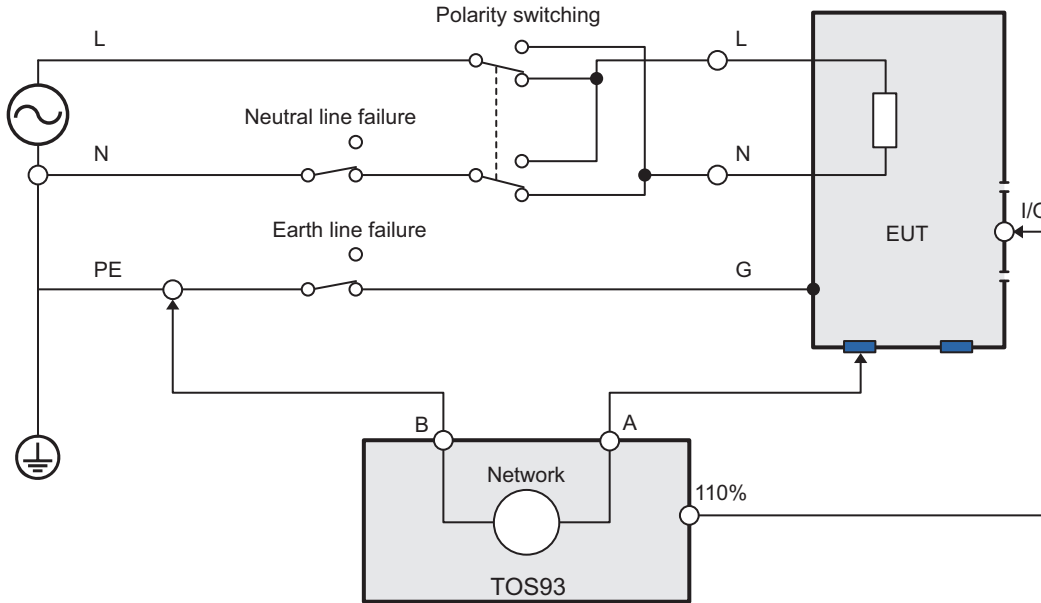 Polarity switching
L
L
Neutral line failure
N
N
Earth line failure
I/O
EUT
PE
G
B
A
Network
110%
TOS93